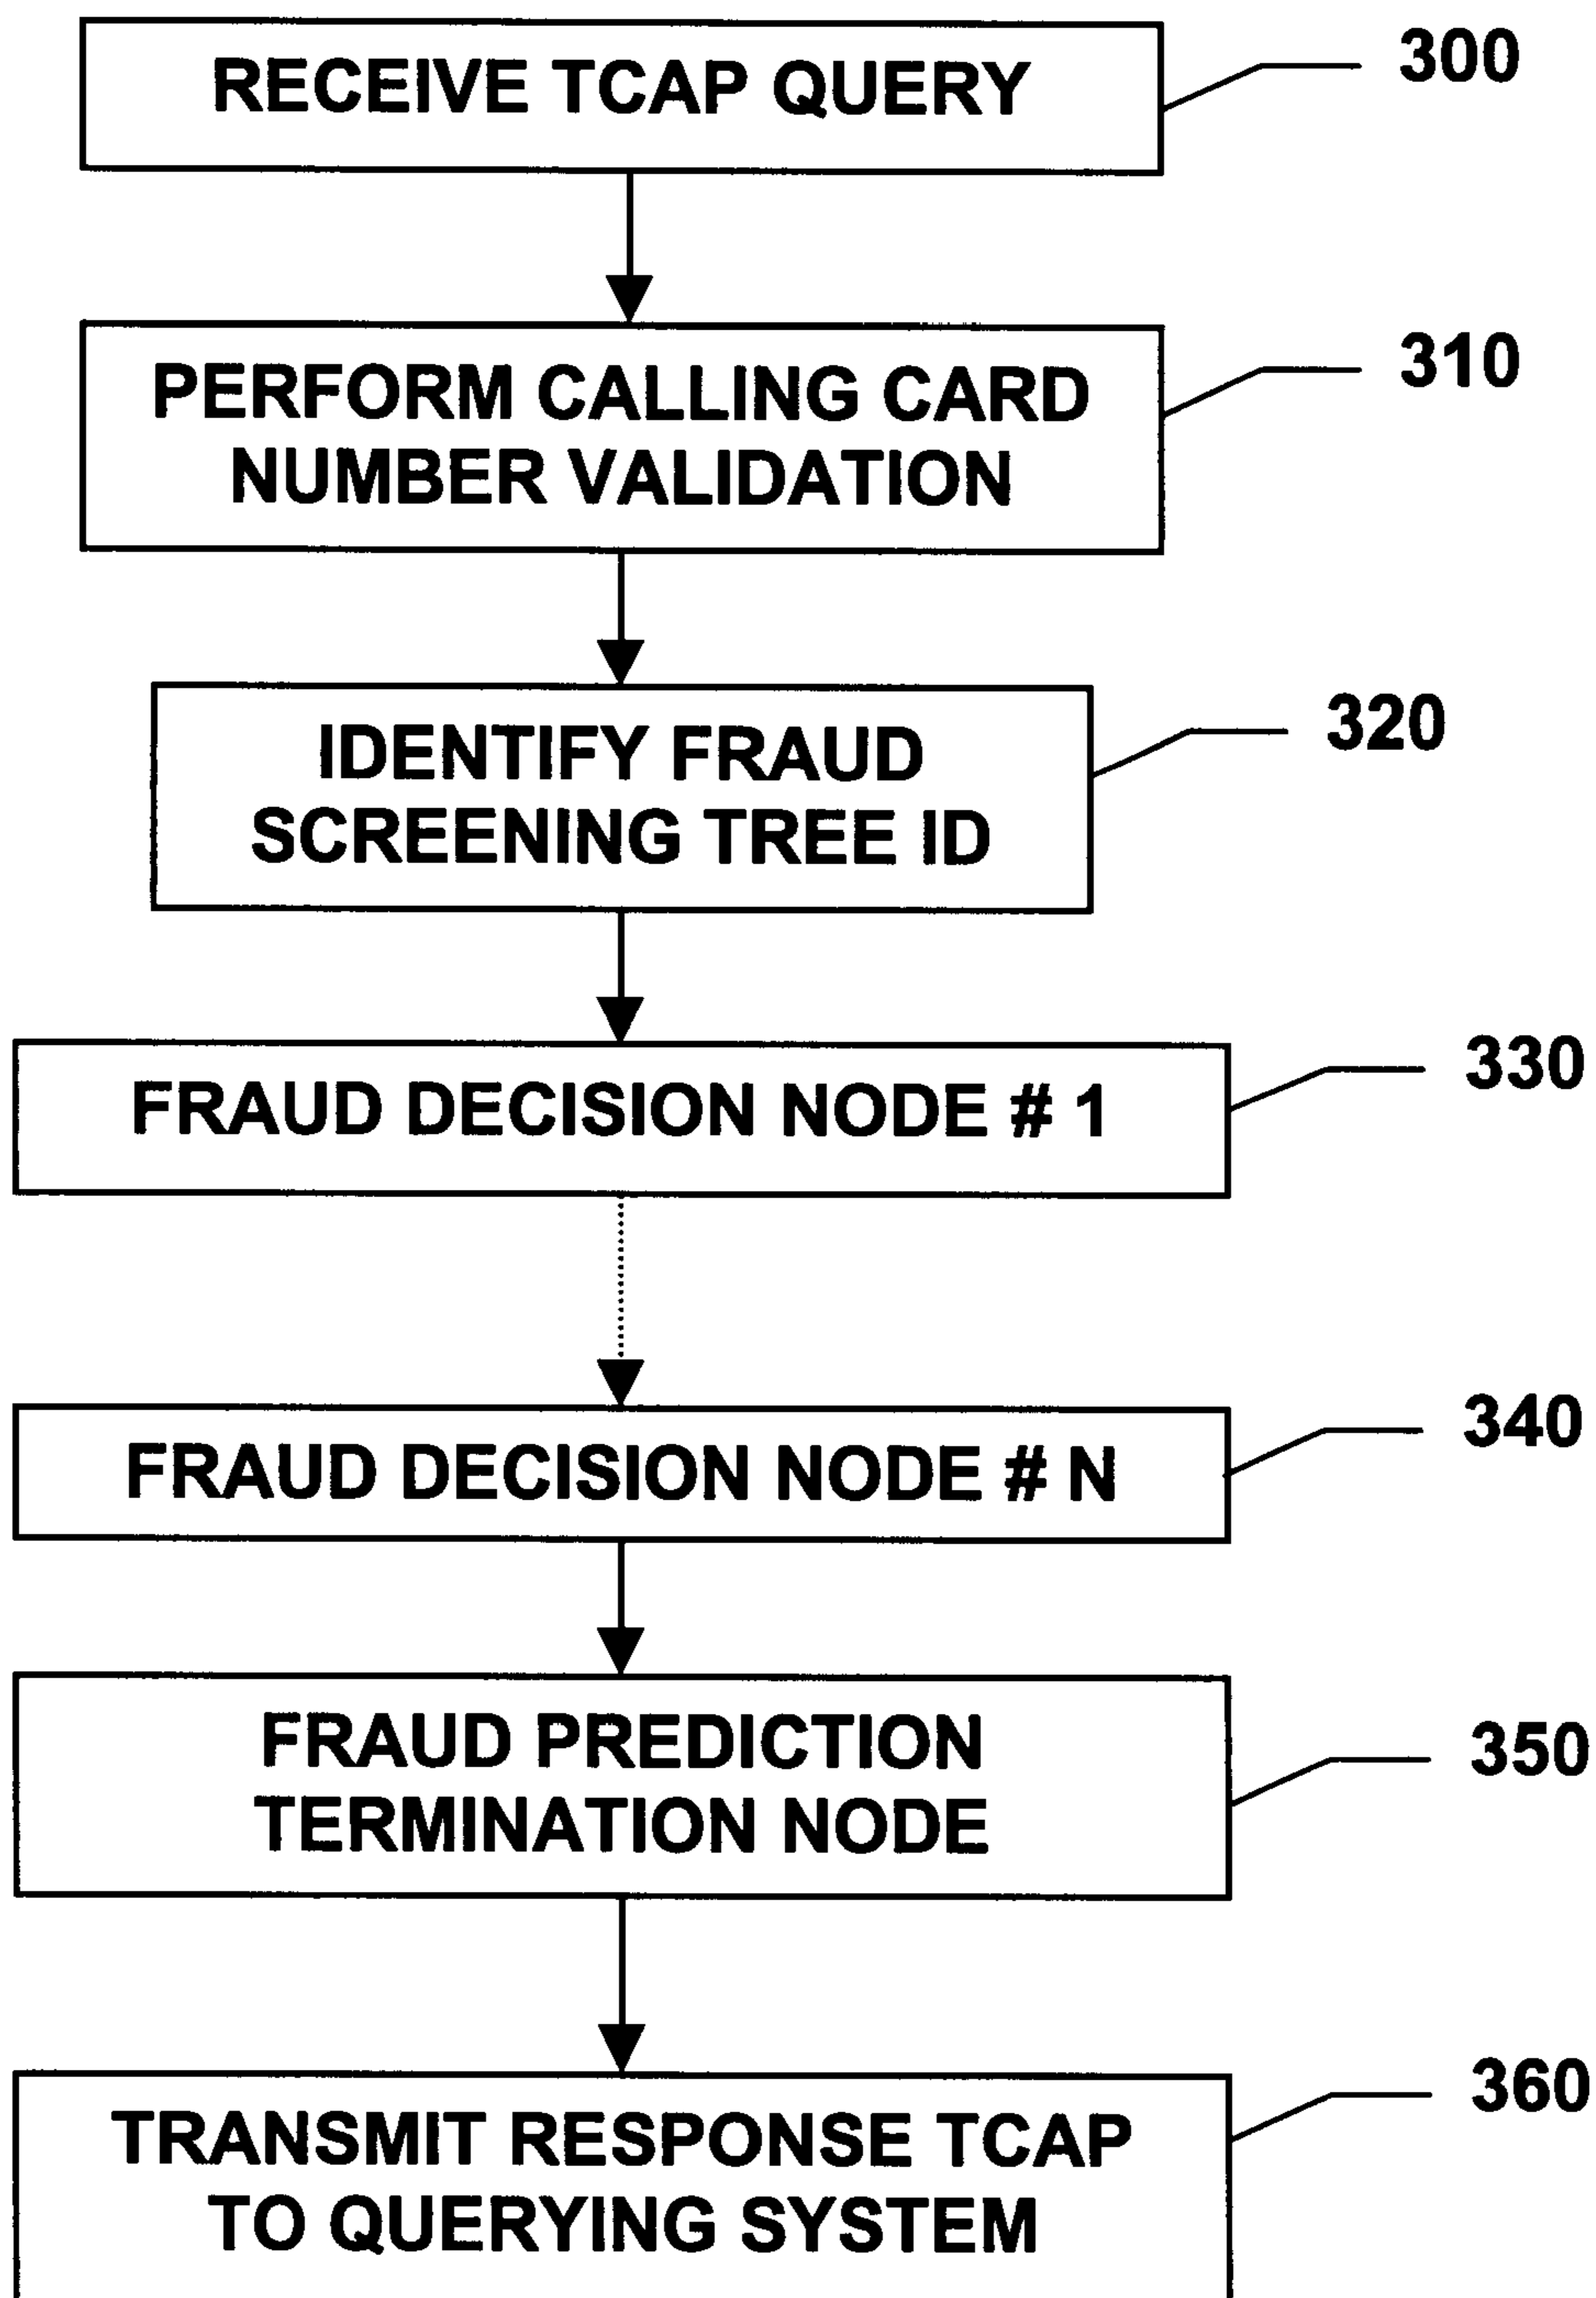 RECEIVE TCAP QUERY
300
PERFORM CALLING CARD
NUMBER VALIDATION
310
IDENTIFY FRAUD
SCREENING TREE ID
320
FRAUD DECISION NODE # 1
330
FRAUD DECISION NODE # N
340
FRAUD PREDICTION
TERMINATION NODE
350
TRANSMIT RESPONSE TCAP
TO QUERYING SYSTEM
360